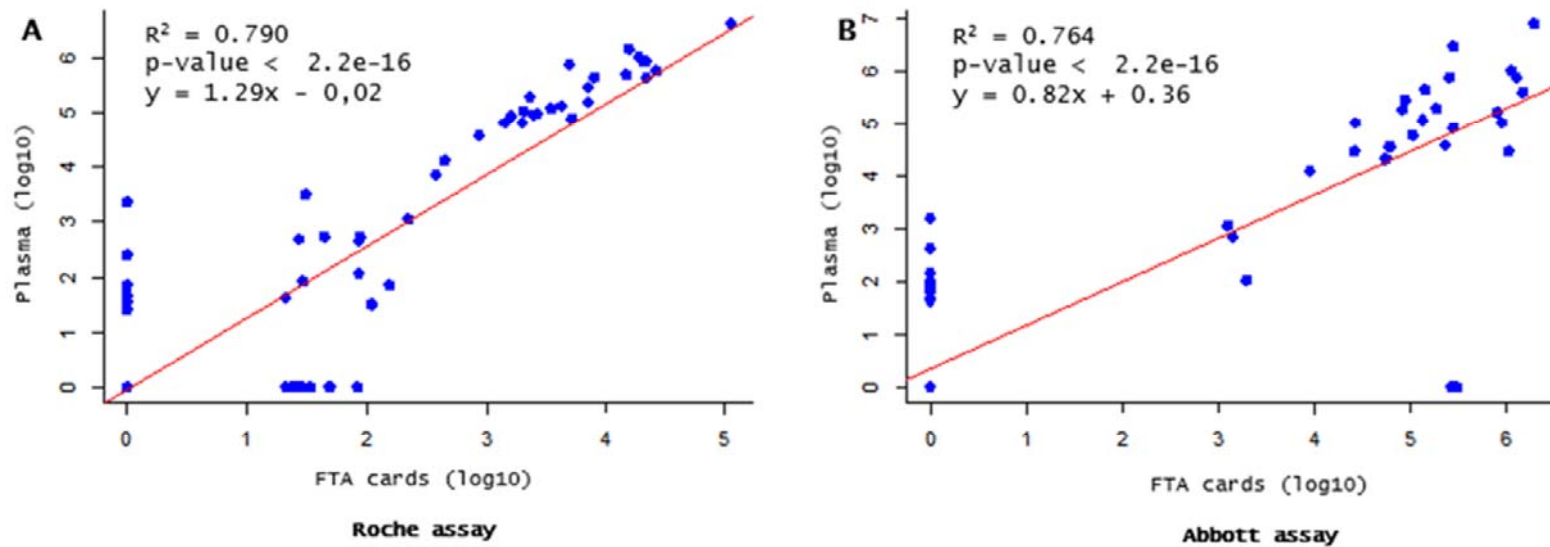 A
R² = 0.790
p-value < 2.2e-16
y = 1.29x - 0,02
Plasma (log10)
6
5
4
3
2
1
0
0 1 2 3 4 5
FTA cards (log10)
Roche assay
B
R² = 0.764
p-value < 2.2e-16
y = 0.82x + 0.36
Plasma (log10)
7
6
5
4
3
2
1
0
0 1 2 3 4 5 6
FTA cards (log10)
Abbott assay